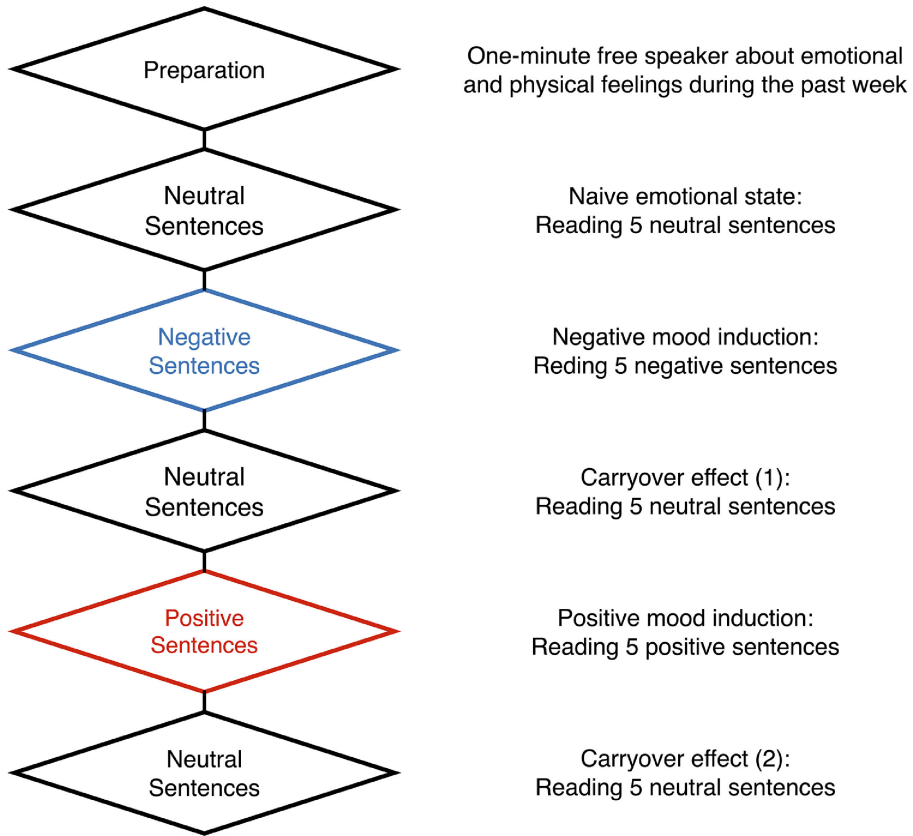 Preparation
One-minute free speaker about emotional
and physical feelings during the past week
Neutral
Sentences
Naive emotional state:
Reading 5 neutral sentences
Negative
Sentences
Negative mood induction:
Reding 5 negative sentences
Neutral
Sentences
Carryover effect (1):
Reading 5 neutral sentences
Positive
Sentences
Positive mood induction:
Reading 5 positive sentences
Neutral
Sentences
Carryover effect (2):
Reading 5 neutral sentences